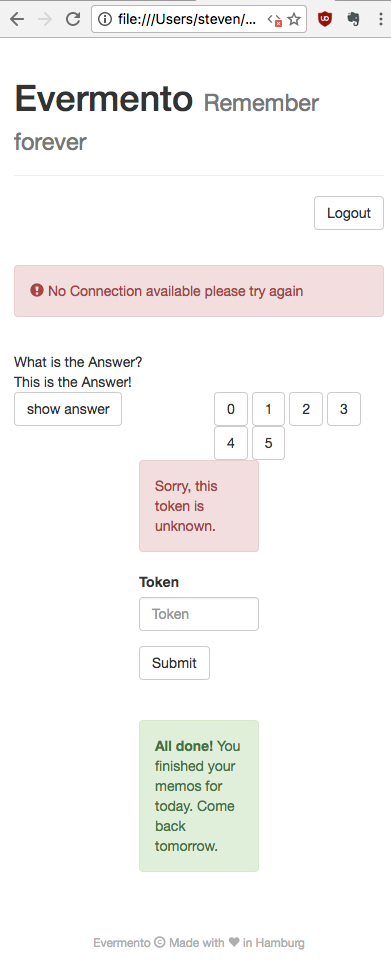 file:///Users/steven/...
Evermento Remember
forever
Logout
No Connection available please try again
What is the Answer?
This is the Answer!
show answer
0 1 2 3
4 5
Sorry, this
token is
unknown.
Token
Token
Submit
All done! You
finished your
memos for
today. Come
back
tomorrow.
Evermento © Made with ♥ in Hamburg